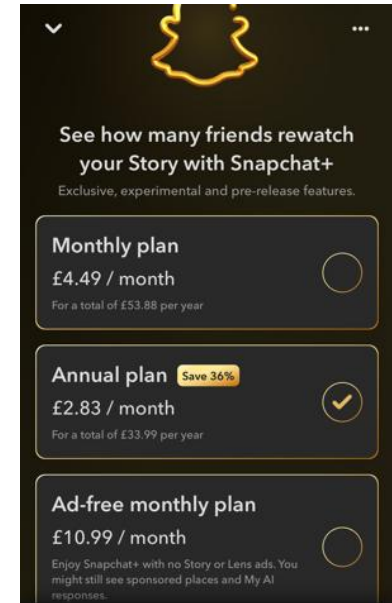 See how many friends rewatch
your Story with Snapchat+
Exclusive, experimental and pre-release features.
Monthly plan
£4.49 / month
For a total of £53.88 per year
Annual plan Save 36%
£2.83 / month
For a total of £33.99 per year
Ad-free monthly plan
£10.99 / month
Enjoy Snapchat+ with no Story or Lens ads. You
might still see sponsored places and My AI
responses.